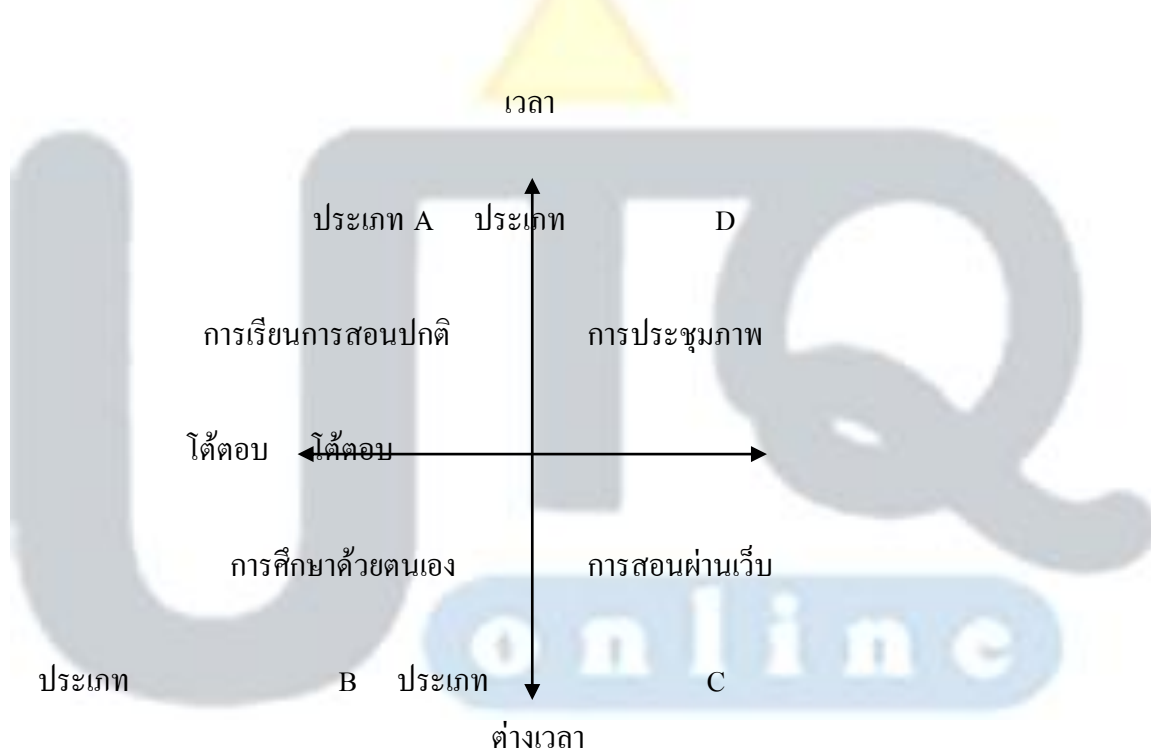 เวลา
ประเภท A ประเภท D
การเรียนการสอนปกติ การประชุมภาพ
โต้ตอบ โต้ตอบ
การศึกษาด้วยตนเอง การสอนผ่านเว็บ
online
ประเภท B ประเภท C
ต่างเวลา
UTQ